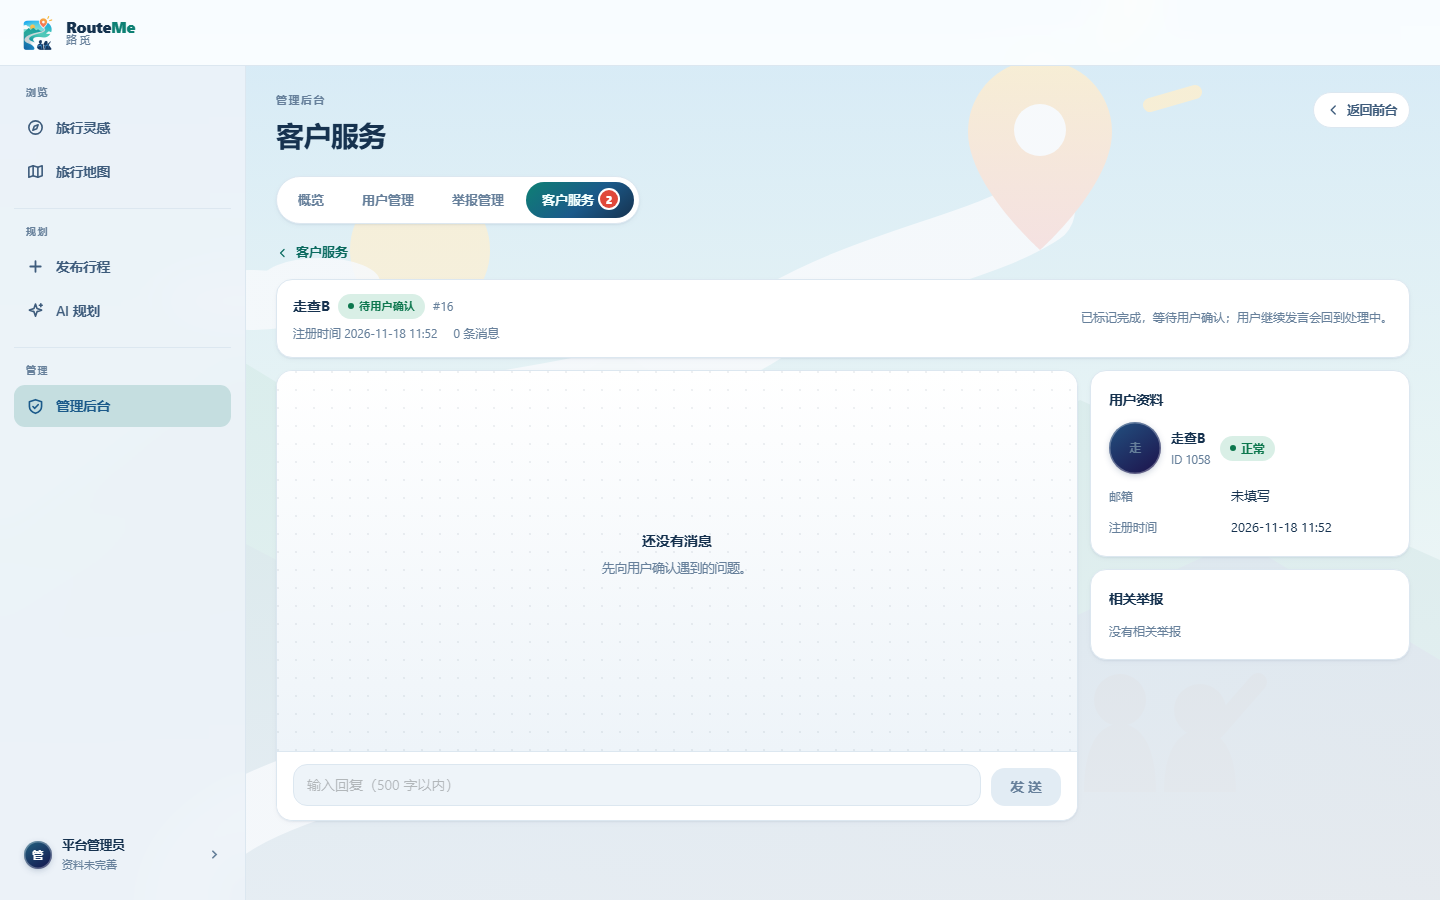 RouteMe
路觅
浏览
旅行灵感
旅行地图
规划
发布行程
AI 规划
管理
管理后台
平台管理员
管
资料未完善
管理后台
客户服务
返回前台
概览
用户管理
举报管理
客户服务 2
客户服务
走查B
待用户确认
#16
注册时间 2026-11-18 11:52
0 条消息
已标记完成，等待用户确认；用户继续发言会回到处理中。
还没有消息
先向用户确认遇到的问题。
输入回复（500 字以内）
发 送
用户资料
走
走查B
ID 1058
正常
邮箱
未填写
注册时间
2026-11-18 11:52
相关举报
没有相关举报